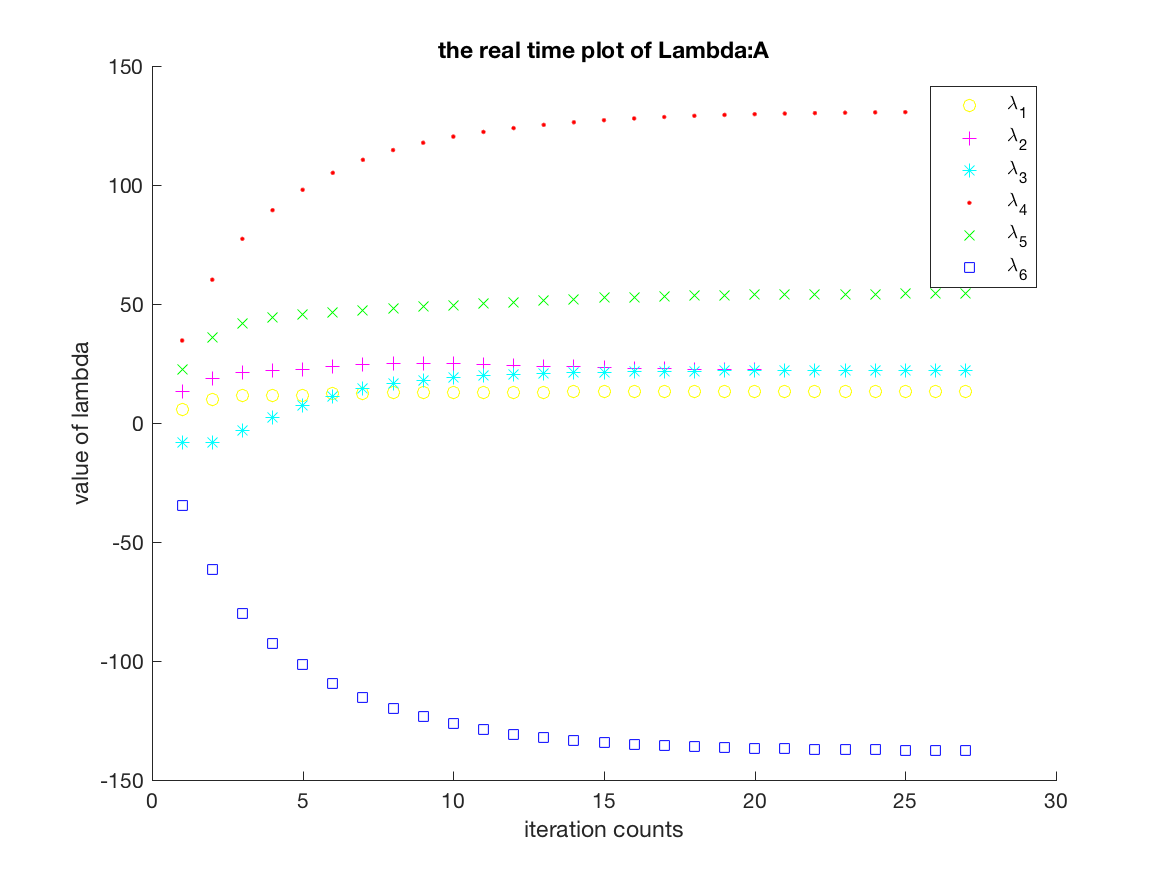 the real time plot of Lambda:A
150
100
50
0
-50
-100
-150
value of lambda
0 5 10 15 20 25 30
iteration counts
λ1
λ2
λ3
λ4
λ5
λ6